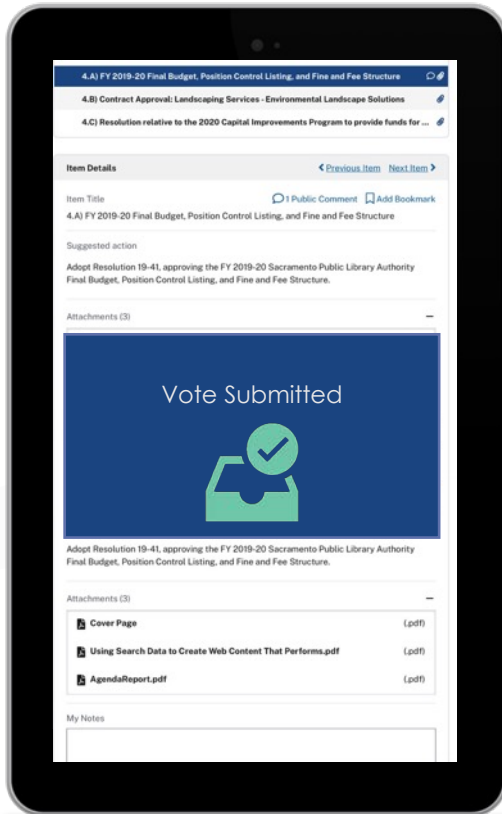 4.A) FY 2019-20 Final Budget, Position Control Listing, and Fine and Fee Structure
4.B) Contract Approval: Landscaping Services - Environmental Landscape Solutions
4.C) Resolution relative to the 2020 Capital Improvements Program to provide funds for ...
Item Details
Previous Item Next Item
Item Title
1 Public Comment Add Bookmark
4.A) FY 2019-20 Final Budget, Position Control Listing, and Fine and Fee Structure
Suggested action
Adopt Resolution 19-41, approving the FY 2019-20 Sacramento Public Library Authority
Final Budget, Position Control Listing, and Fine and Fee Structure.
Attachments (3)
Vote Submitted
Adopt Resolution 19-41, approving the FY 2019-20 Sacramento Public Library Authority
Final Budget, Position Control Listing, and Fine and Fee Structure.
Attachments (3)
Cover Page (.pdf)
Using Search Data to Create Web Content That Performs.pdf (.pdf)
AgendaReport.pdf (.pdf)
My Notes